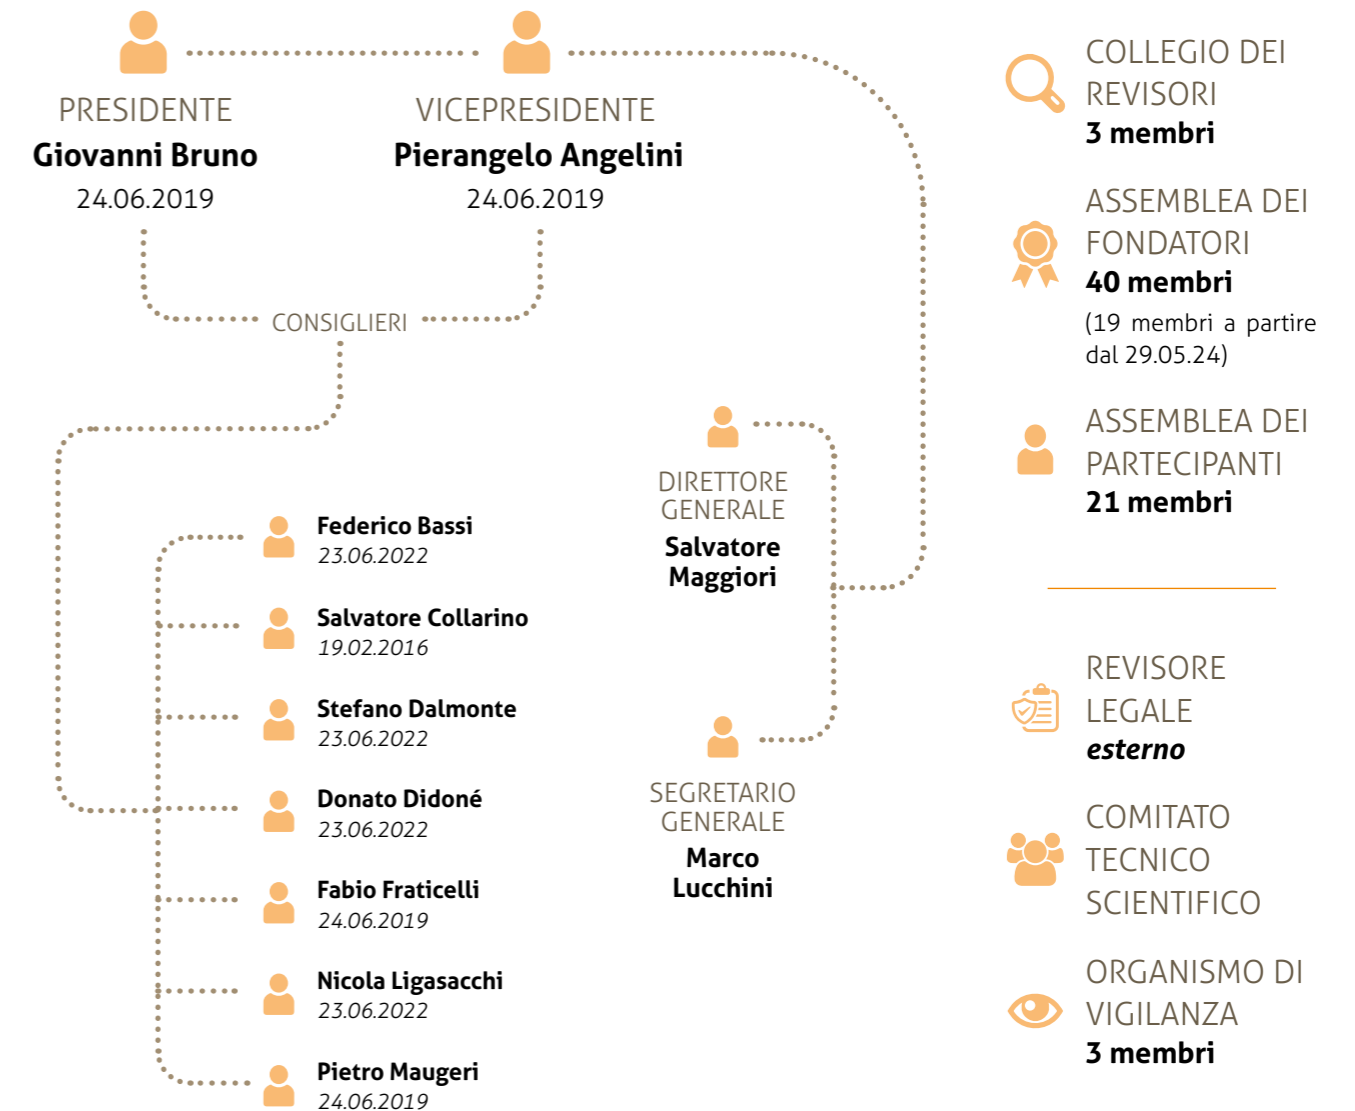 PRESIDENTE
Giovanni Bruno
24.06.2019
VICEPRESIDENTE
Pierangelo Angelini
24.06.2019
CONSIGLIERI
Federico Bassi
23.06.2022
Salvatore Collarino
19.02.2016
Stefano Dalmonte
23.06.2022
Donato Didoné
23.06.2022
Fabio Fraticelli
24.06.2019
Nicola Ligasacchi
23.06.2022
Pietro Maugeri
24.06.2019
DIRETTORE
GENERALE
Salvatore
Maggiori
SEGRETARIO
GENERALE
Marco
Lucchini
COLLEGIO DEI
REVISORI
3 membri
ASSEMBLEA DEI
FONDATORI
40 membri
(19 membri a partire
dal 29.05.24)
ASSEMBLEA DEI
PARTECIPANTI
21 membri
REVISORE
LEGALE
esterno
COMITATO
TECNICO
SCIENTIFICO
ORGANISMO DI
VIGILANZA
3 membri